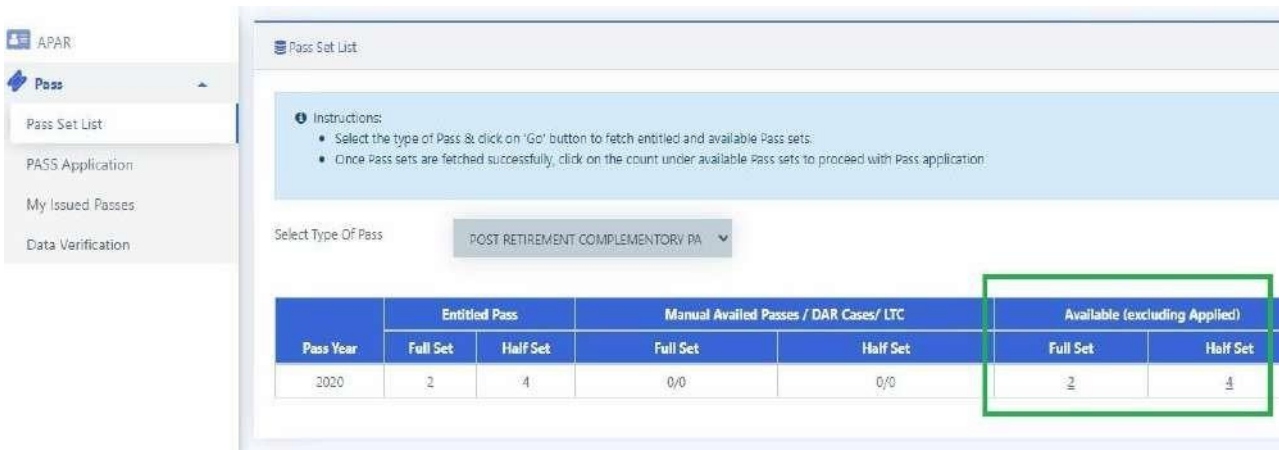 APAR
Pass
Pass Set List
PASS Application
My Issued Passes
Data Verification
Pass Set List
Instructions:
Select the type of Pass & click on 'Go' button to fetch entitled and available Pass sets.
Once Pass sets are fetched successfully, click on the count under available Pass sets to proceed with Pass application
Select Type Of Pass POST RETIREMENT COMPLEMENTORY PA
Entitled Pass Manual Availed Passes / DAR Cases/ LTC Available (excluding Applied)
Pass Year Full Set Half Set Full Set Half Set Full Set Half Set
2020 2 4 0/0 0/0 2 4